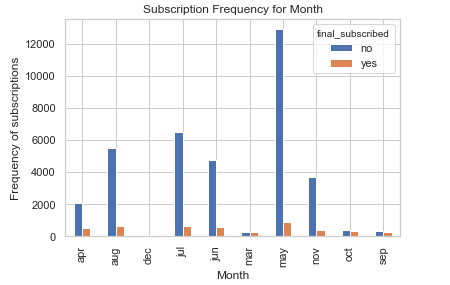 Subscription Frequency for Month
final_subscribed
no
yes
Frequency of subscriptions
12000
10000
8000
6000
4000
2000
0
apr
aug
dec
jul
jun
mar
may
nov
oct
sep
Month